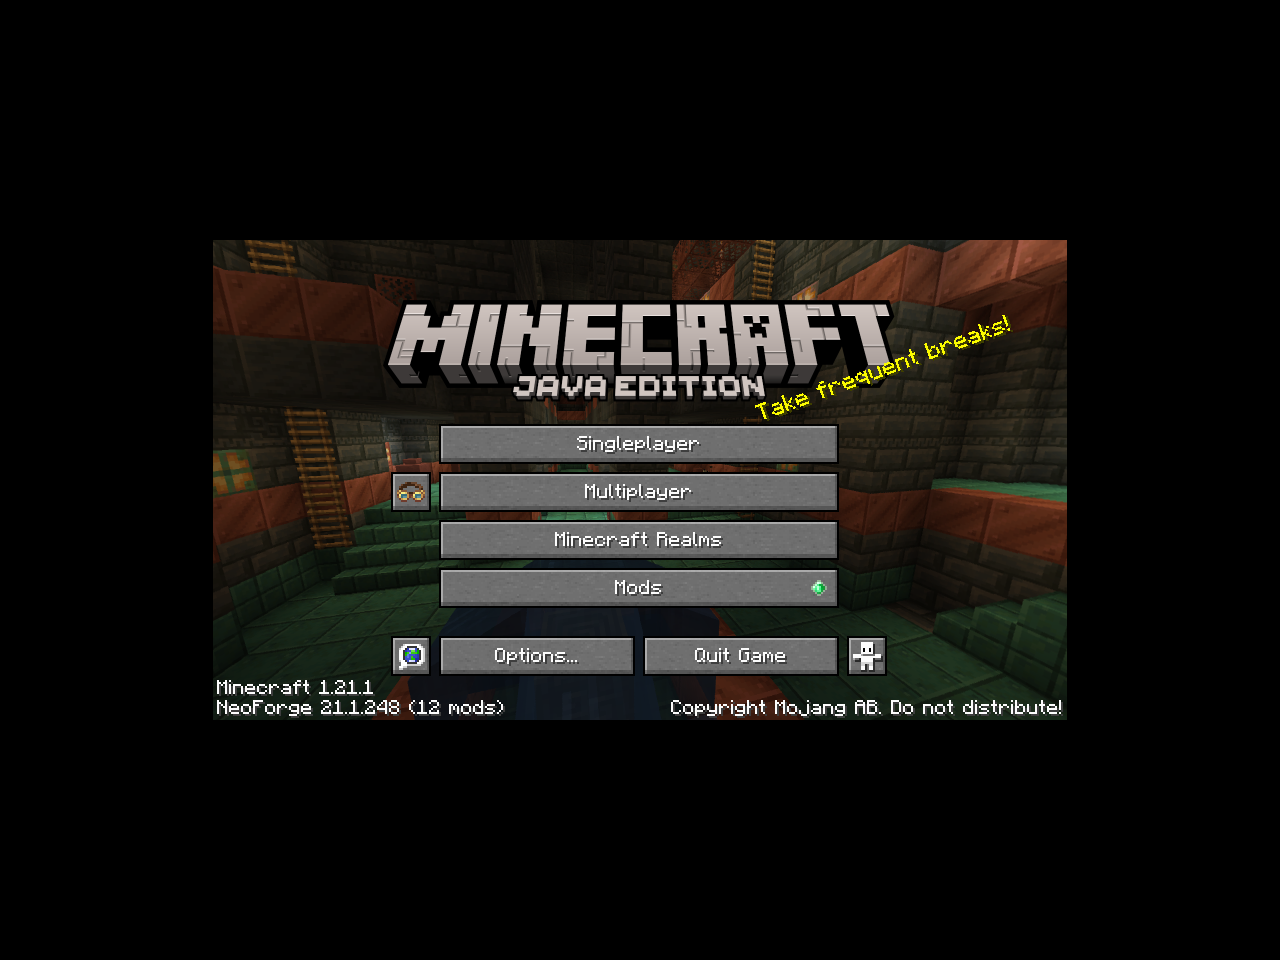 MINECRAFT
JAVA EDITION
Take frequent breaks!
Singleplayer
Multiplayer
Minecraft Realms
Mods
Options...
Quit Game
Minecraft 1.21.1
NeoForge 21.1.248 (12 mods)
Copyright Mojang AB. Do not distribute!